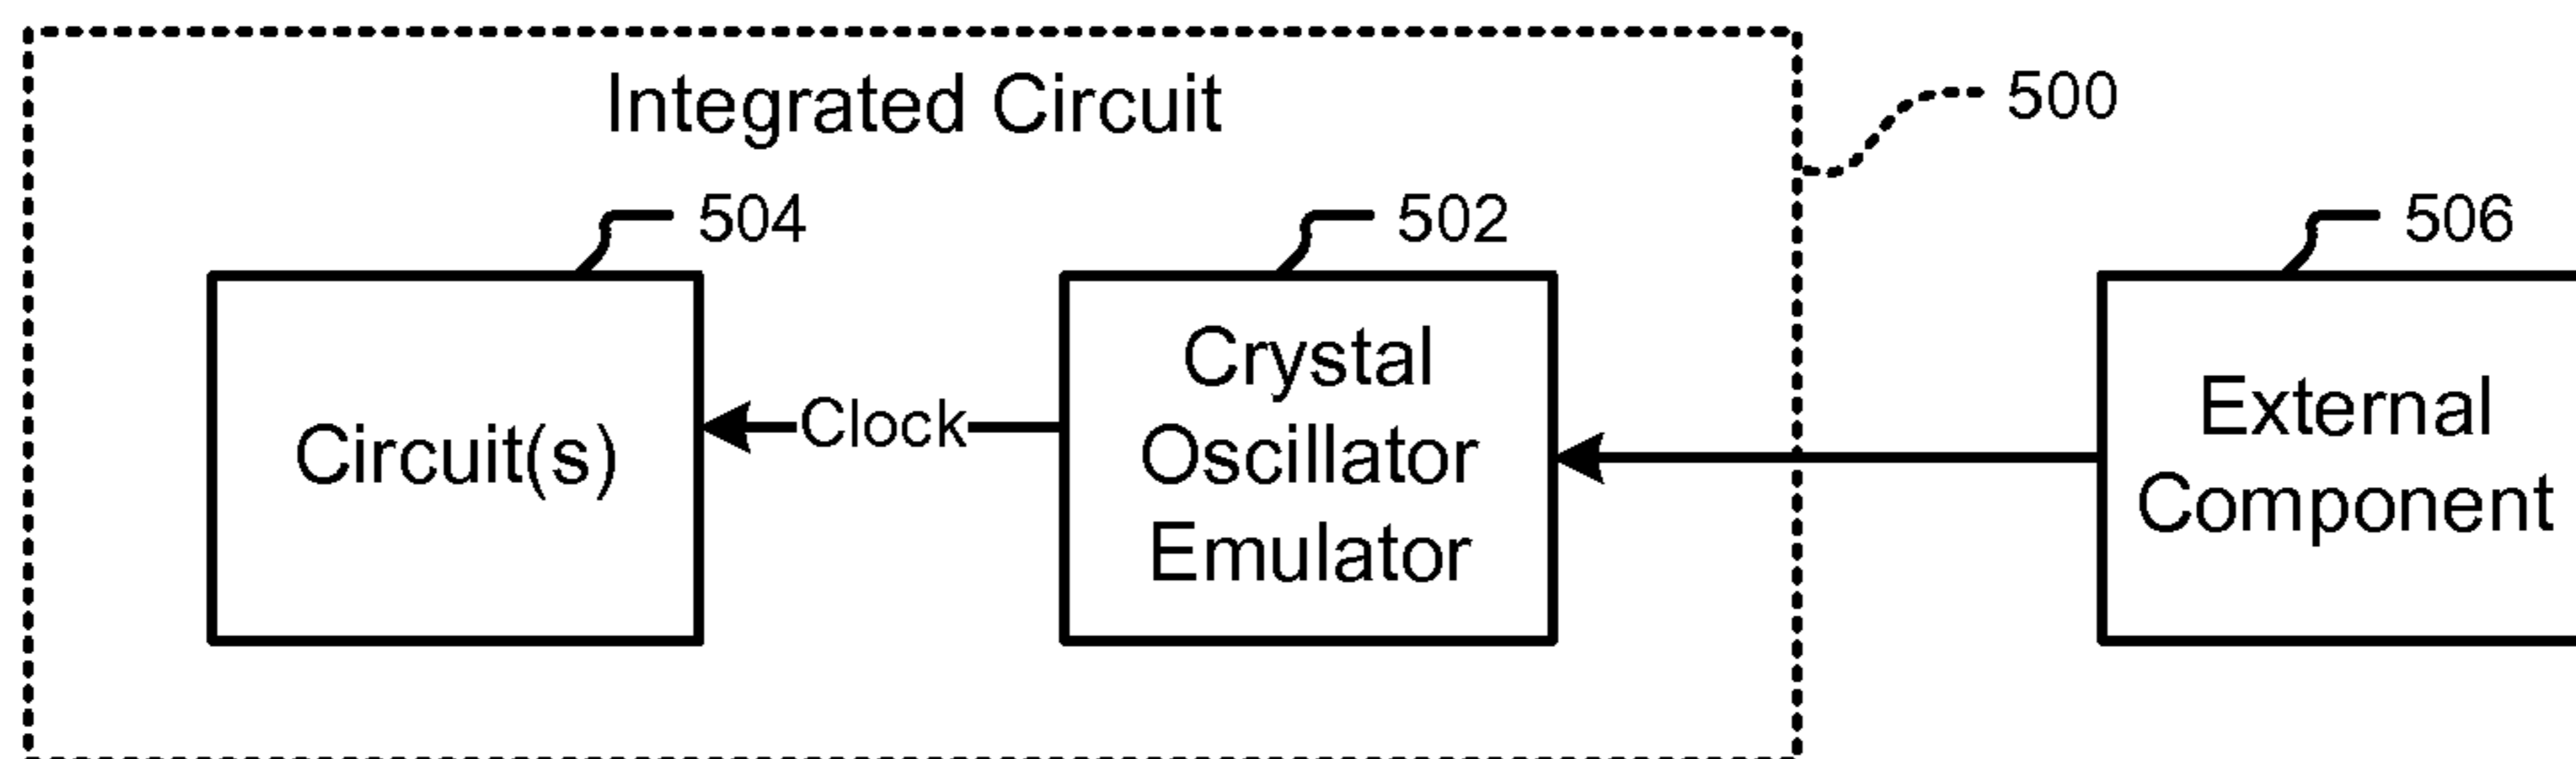 Integrated Circuit
500
504
502
506
Circuit(s)
Clock
Crystal
Oscillator
Emulator
External
Component